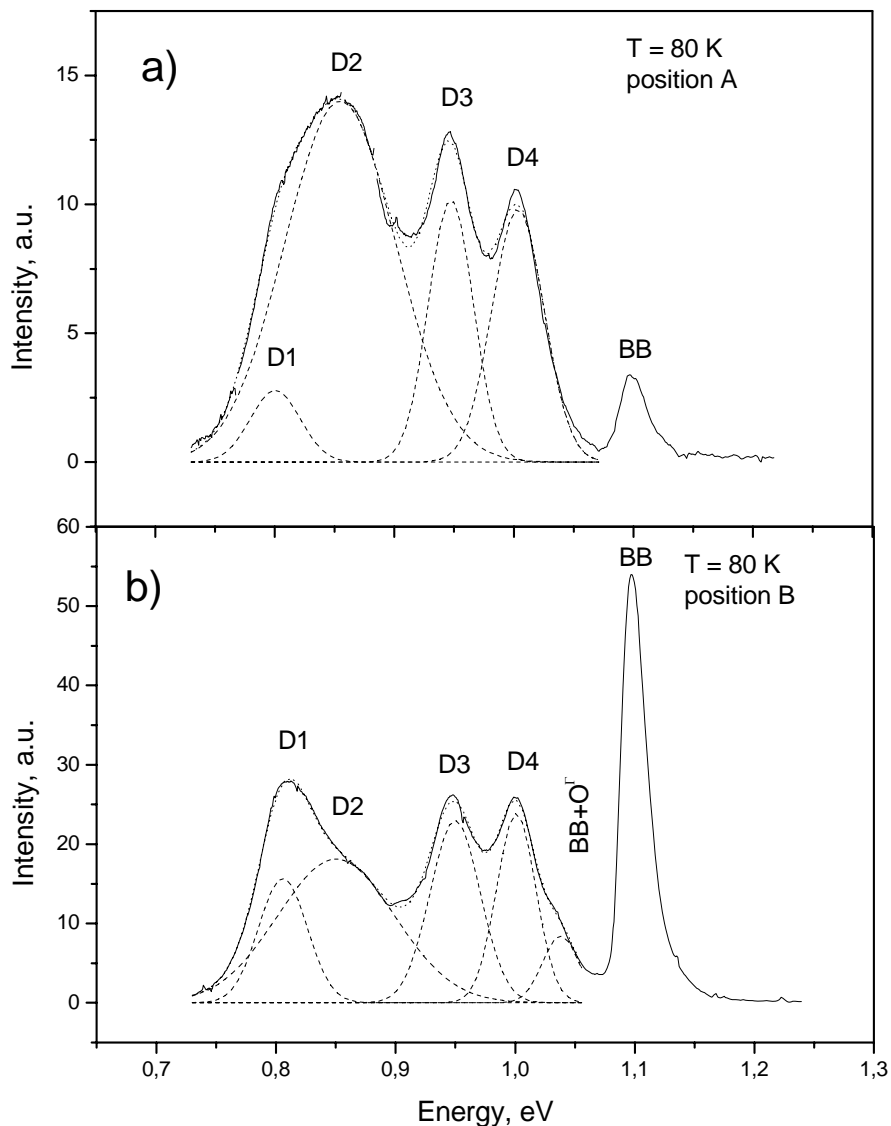 a)
T = 80 K
position A
D2
D3
D4
D1
BB
15
10
5
0
Intensity, a.u.
b)
T = 80 K
position B
BB
D1
D2
D3
D4
BB+O^Γ
60
50
40
30
20
10
0
Intensity, a.u.
0,7 0,8 0,9 1,0 1,1 1,2 1,3
Energy, eV